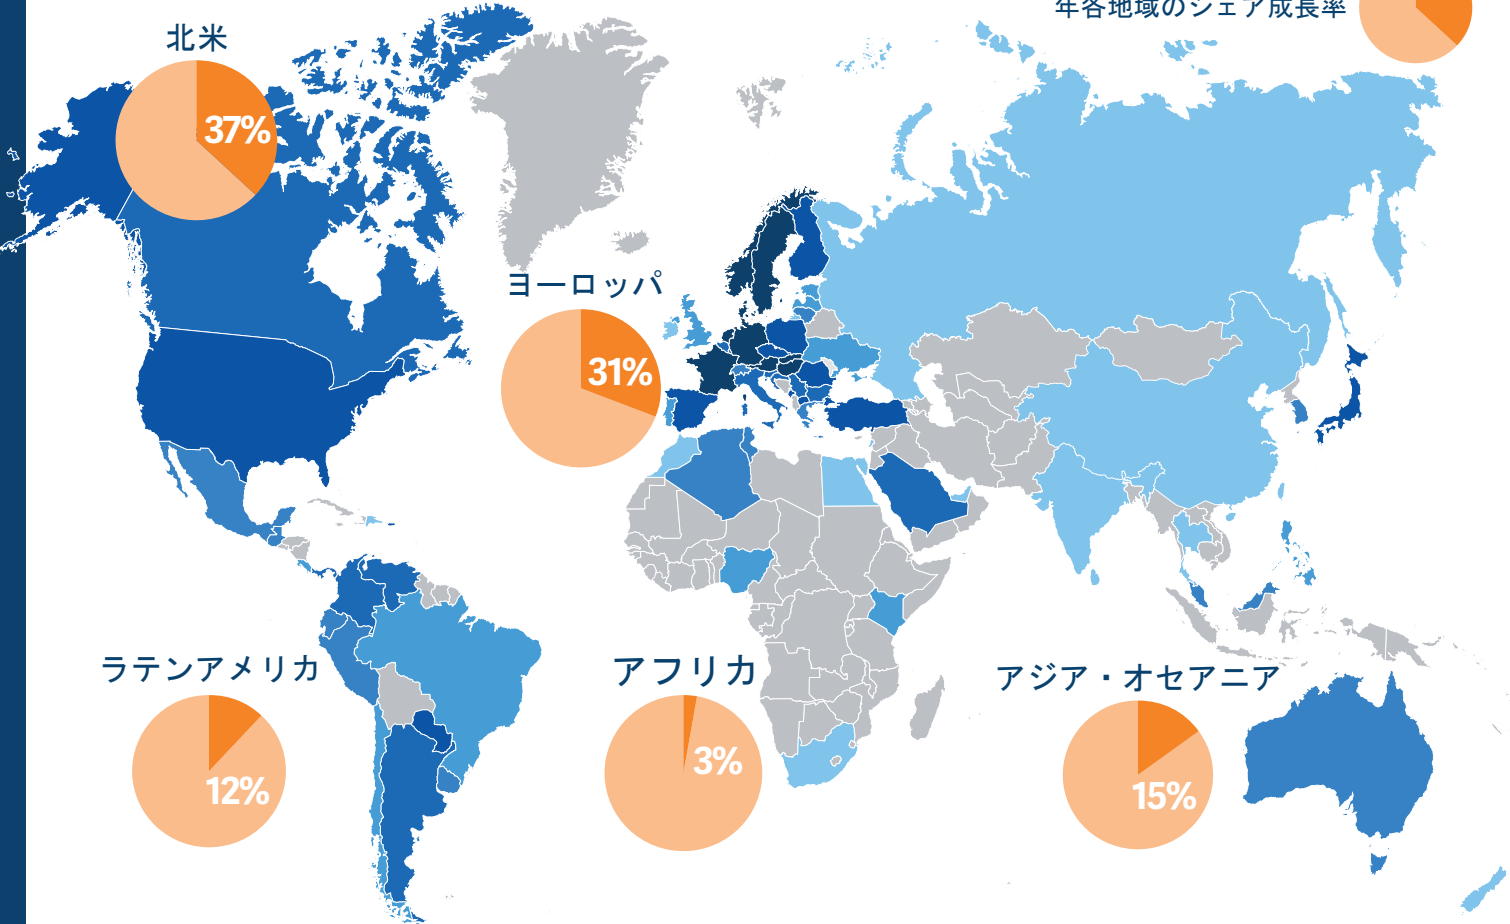 年各地域のシェア成長率
北米
37%
ヨーロッパ
31%
ラテンアメリカ
12%
アフリカ
3%
アジア・オセアニア
15%